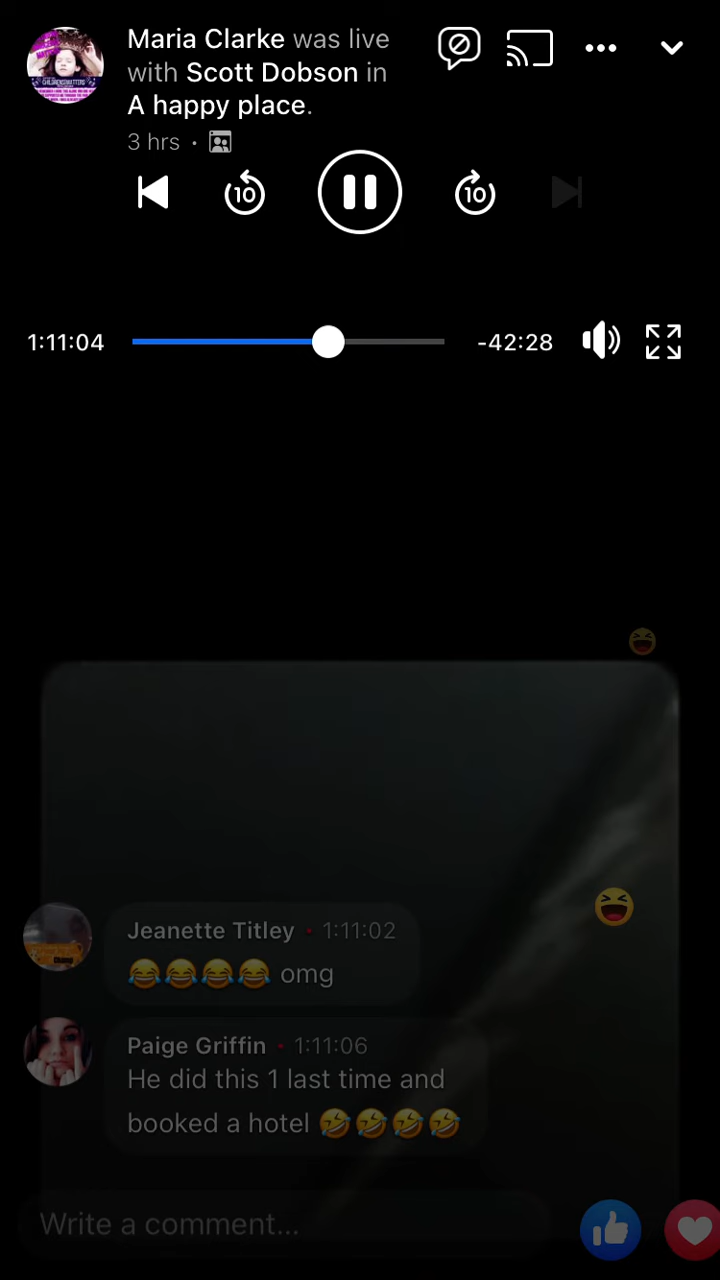 Maria Clarke was live
with Scott Dobson in
A happy place.
3 hrs ·
10
10
1:11:04
-42:28
Jeanette Titley • 1:11:02
😂😂😂😂 omg
Paige Griffin • 1:11:06
He did this 1 last time and
booked a hotel 🤣🤣🤣🤣
Write a comment...